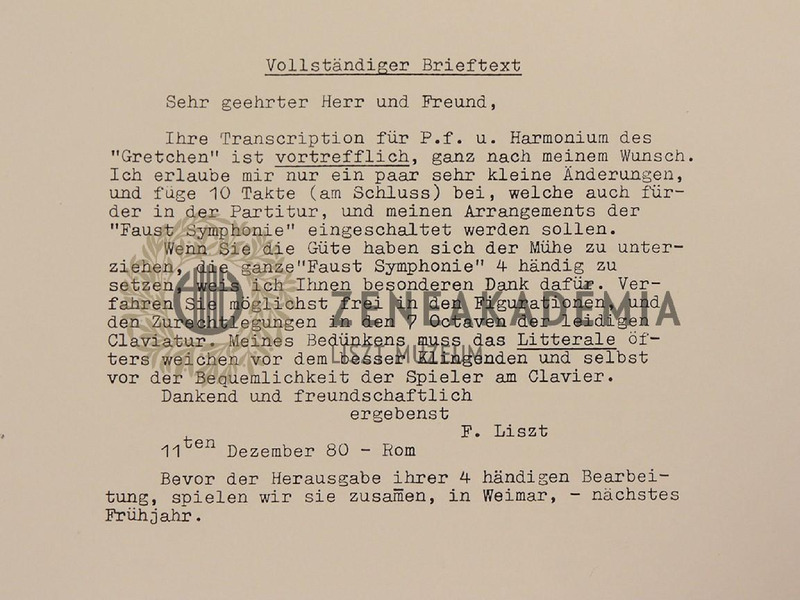 Vollständiger Brieftext
Sehr geehrter Herr und Freund,
Ihre Transcription für P.f. u. Harmonium des
"Gretchen" ist vortrefflich, ganz nach meinem Wunsch.
Ich erlaube mir nur ein paar sehr kleine Änderungen,
und füge 10 Takte (am Schluss) bei, welche auch für-
der in der Partitur, und meinen Arrangements der
"Faust Symphonie" eingeschaltet werden sollen.
Wenn Sie die Güte haben sich der Mühe zu unter-
ziehen, die ganze"Faust Symphonie" 4 händig zu
setzen, weis ich Ihnen besonderen Dank dafür. Ver-
fahren Sie möglichst frei in den Figurationen, und
den Zurechtlegungen in den 7 Octaven der leidigen
Claviatur. Meines Bedünkens muss das Litterale öf-
ters weichen vor dem besser klingenden und selbst
vor der Bequemlichkeit der Spieler am Clavier.
Dankend und freundschaftlich
ergebenst
F. Liszt
11ten Dezember 80 - Rom
Bevor der Herausgabe ihrer 4 händigen Bearbei-
tung, spielen wir sie zusam̅en, in Weimar, - nächstes
Frühjahr.
ZENEAKADÉMIA
LISZT MÚZEUM